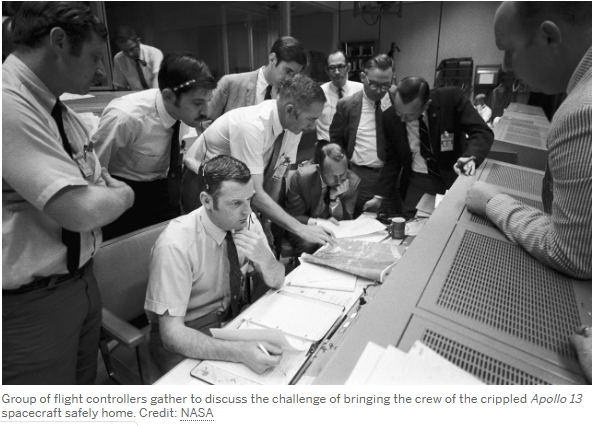 Group of flight controllers gather to discuss the challenge of bringing the crew of the crippled Apollo 13
spacecraft safely home. Credit: NASA